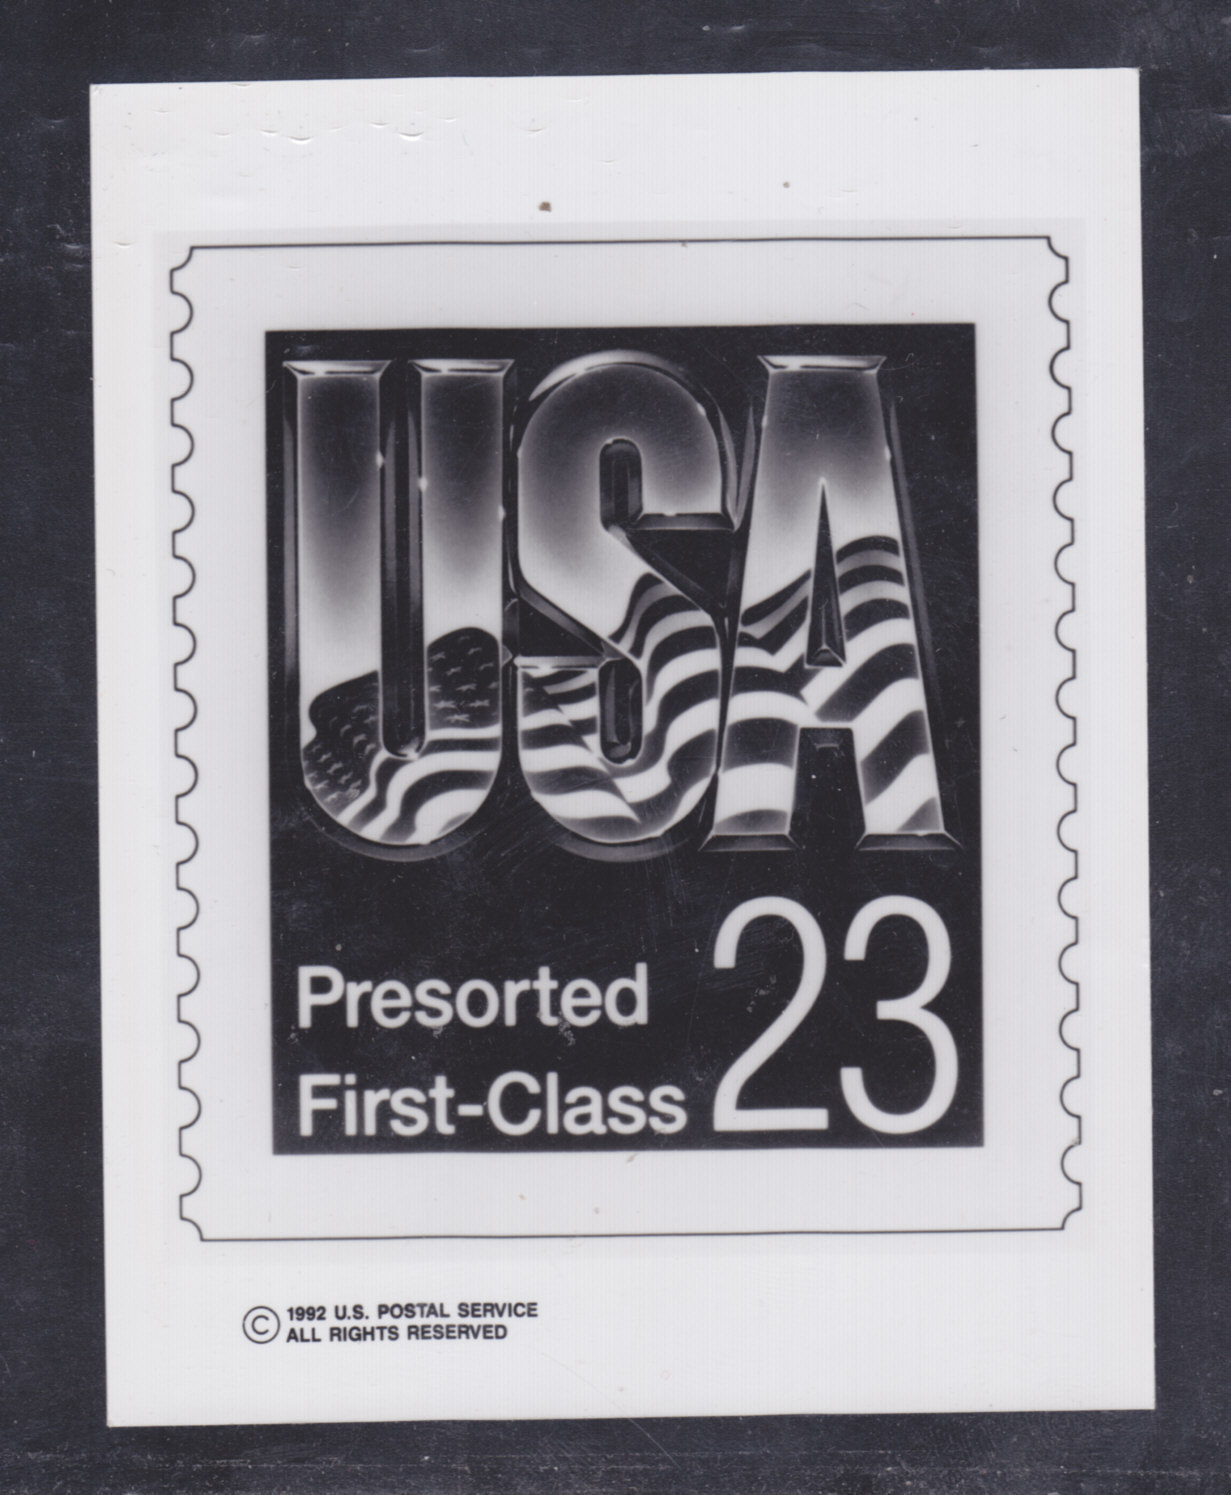 USA
Presorted
First-Class 23
© 1992 U.S. POSTAL SERVICE
ALL RIGHTS RESERVED